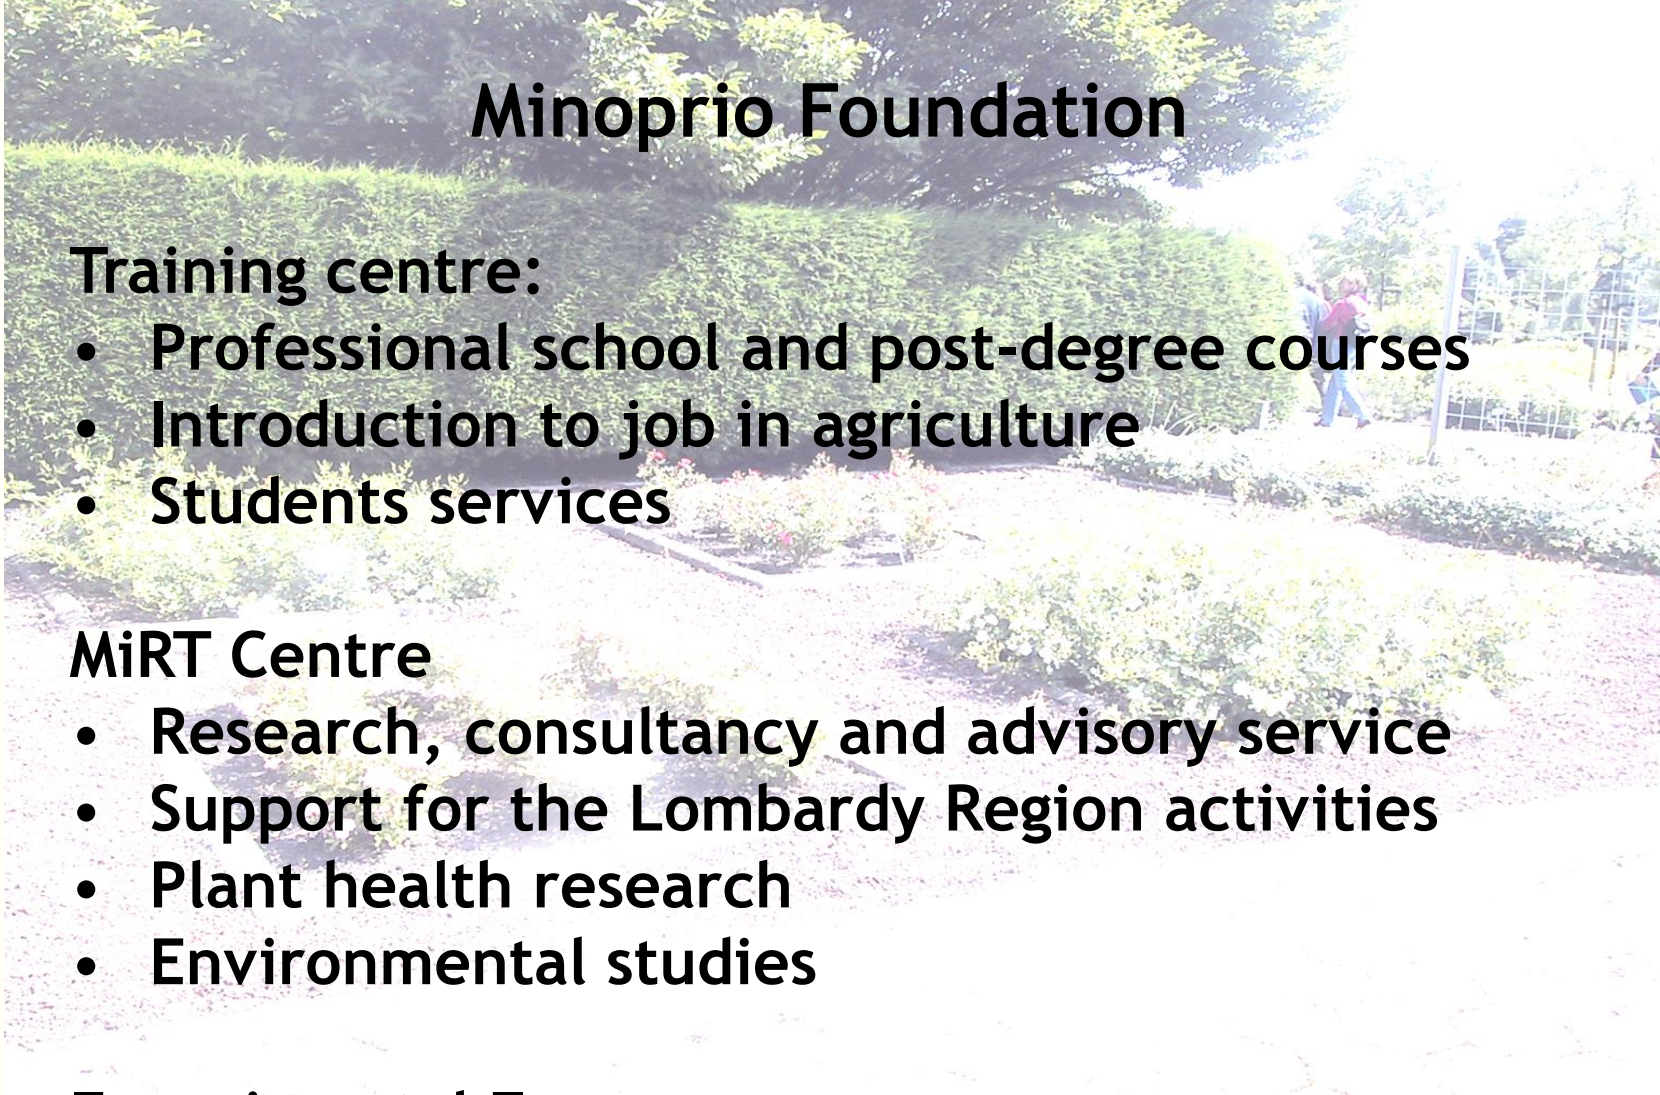 Minoprio Foundation
Training centre:
• Professional school and post-degree courses
• Introduction to job in agriculture
• Students services
MiRT Centre
• Research, consultancy and advisory service
• Support for the Lombardy Region activities
• Plant health research
• Environmental studies